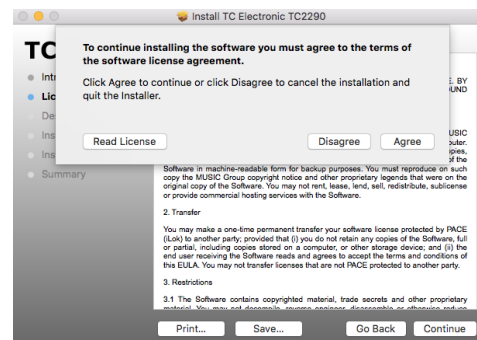 Install TC Electronic TC2290
TC
To continue installing the software you must agree to the terms of
the software license agreement.
Click Agree to continue or click Disagree to cancel the installation and
quit the Installer.
Read License
Disagree
Agree
Summary
Software in machine-readable form for backup purposes. You must reproduce on such
copy the MUSIC Group copyright notice and other proprietary legends that were on the
original copy of the Software. You may not rent, lease, lend, sell, redistribute, sublicense
or provide commercial hosting services with the Software.
2. Transfer
You may make a one-time permanent transfer your software license protected by PACE
(iLok) to another party; provided that (i) you do not retain any copies of the Software, full
or partial, including copies stored on a computer, or other storage device; and (ii) the
end user receiving the Software reads and agrees to accept the terms and conditions of
this EULA. You may not transfer licenses that are not PACE protected to another party.
3. Restrictions
3.1 The Software contains copyrighted material, trade secrets and other proprietary
Print...
Save...
Go Back
Continue